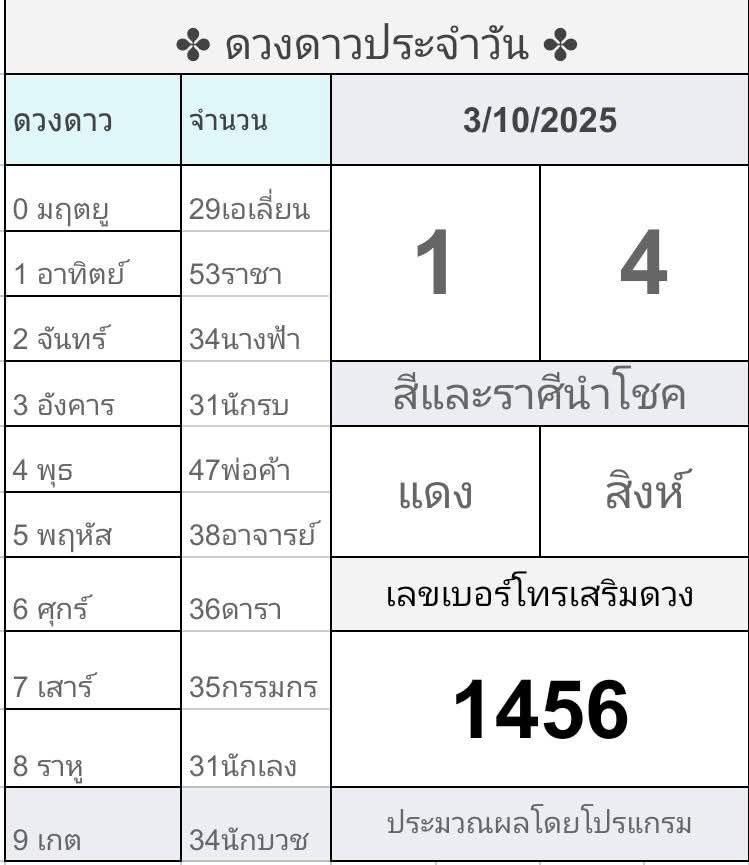 ✤ ดวงดาวประจำวัน ✤
ดวงดาว จำนวน 3/10/2025
0 มฤตยู 29เอเลี่ยน
1 อาทิตย์ 53ราชา
1 4
2 จันทร์ 34นางฟ้า
3 อังคาร 31นักรบ
สีและราศีนำโชค
4 พุธ 47พ่อค้า
แดง สิงห์
5 พฤหัส 38อาจารย์
6 ศุกร์ 36ดารา
เลขเบอร์โทรเสริมดวง
7 เสาร์ 35กรรมกร
1456
8 ราหู 31นักเลง
9 เกต 34นักบวช
ประมวณผลโดยโปรแกรม